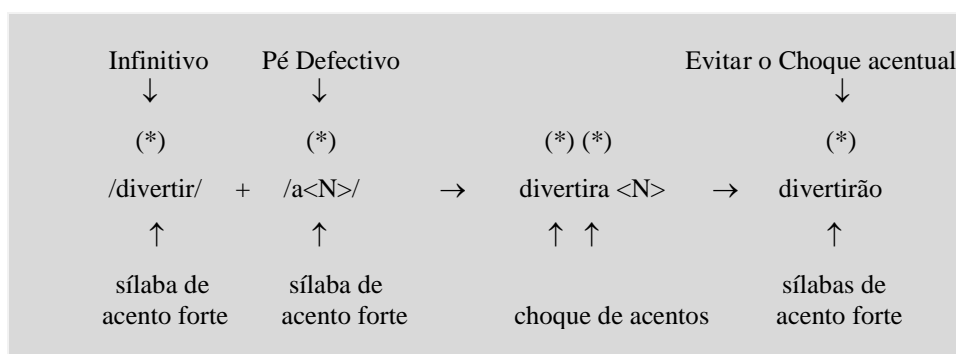 Infinitivo Pé Defectivo Evitar o Choque acentual
↓ ↓ ↓
(*) (*) (*) (*) (*)
/divertir/ + /a<N>/ → divertira <N> → divertirão
↑ ↑ ↑ ↑ ↑
sílaba de sílaba de sílabas de
acento forte acento forte choque de acentos acento forte